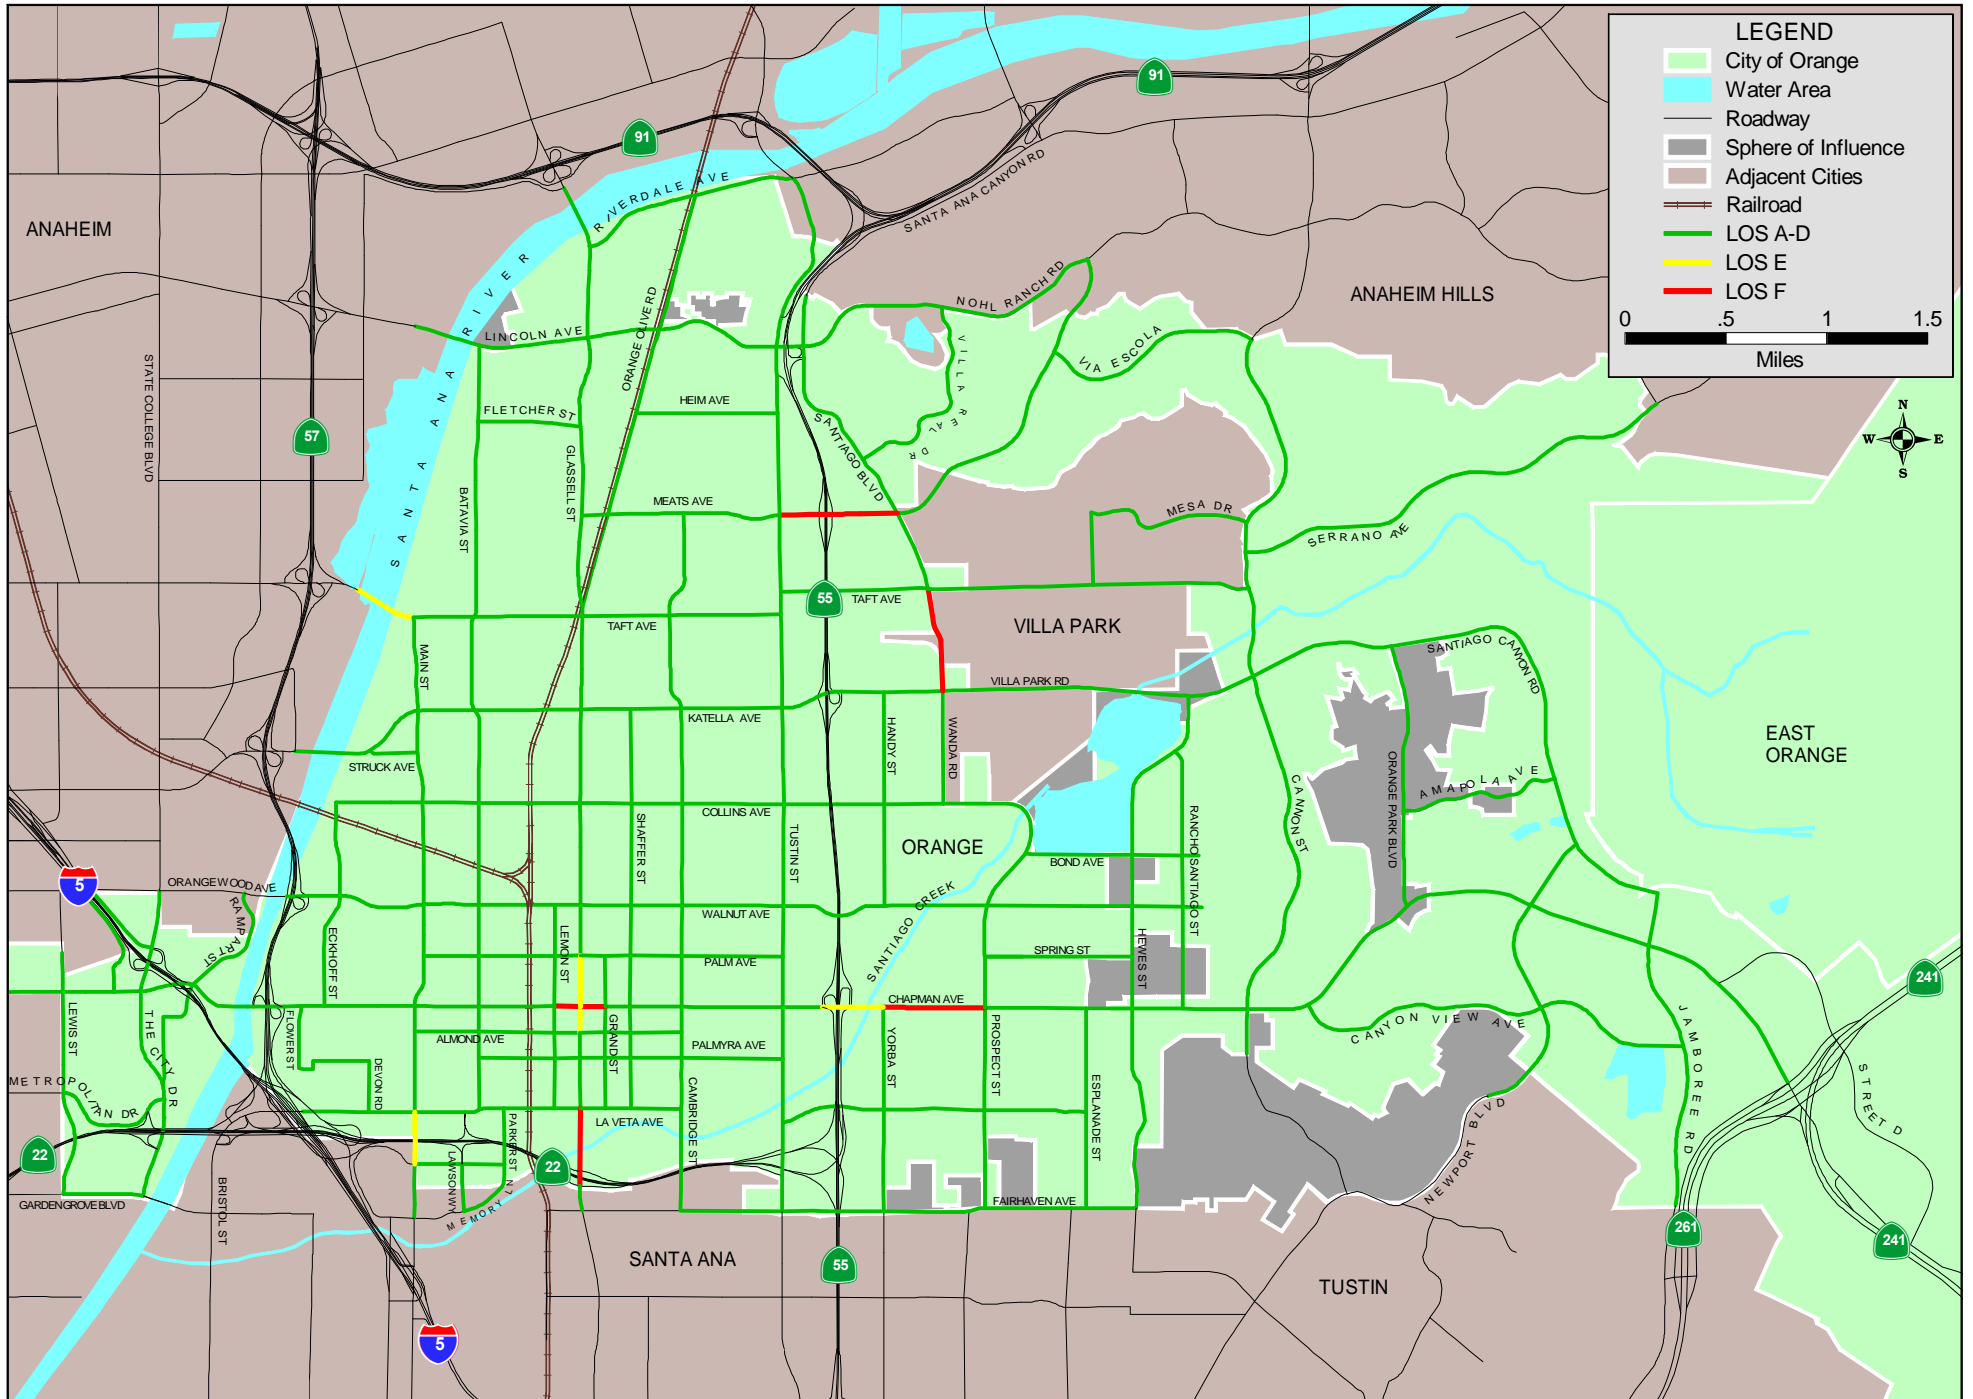 LEGEND
City of Orange
Water Area
Roadway
Sphere of Influence
Adjacent Cities
Railroad
LOS A-D
LOS E
LOS F
0 .5 1 1.5
Miles
N
W E
S
91
91
SANTA ANA CANYON RD
RIVERDALE AVE
ANAHEIM
SANTA ANA RIVER
NOHL RANCH RD
ANAHEIM HILLS
ORANGE OLIVE RD
LINCOLN AVE
VILLA REAL DR
VIA ESCOLA
STATE COLLEGE BLVD
57
FLETCHER ST
HEIM AVE
SANTIAGO BLVD
GLASSELL ST
BATAVIA ST
MEATS AVE
MESA DR
SERRANO AVE
55
TAFT AVE
TAFT AVE
VILLA PARK
MAIN ST
SANTIAGO CANYON RD
VILLA PARK RD
KATELLA AVE
HANDY ST
WANDA RD
EAST
ORANGE
STRUCK AVE
ORANGE PARK BLVD
AMAPOLA AVE
CANNON ST
COLLINS AVE
SHAFFER ST
TUSTIN ST
ORANGE
RANCHO SANTIAGO ST
BOND AVE
5
ORANGEWOOD AVE
RAMPART ST
WALNUT AVE
SANTIAGO CREEK
ECKHOFF ST
LEMON ST
PALM AVE
SPRING ST
HEWES ST
241
CHAPMAN AVE
LEWIS ST
THE CITY DR
FLOWER ST
GRAND ST
ALMOND AVE
PALMYRA AVE
YORBA ST
PROSPECT ST
CANYON VIEW AVE
JAMBOREE RD
METROPOLITAN DR
DEVON RD
CAMBRIDGE ST
ESPLANADE ST
STREET D
LA VETA AVE
PARKER ST
22
22
LAWSON WY
MEMORY LN
NEWPORT BLVD
GARDEN GROVE BLVD
BRISTOL ST
FAIRHAVEN AVE
261
241
SANTA ANA
55
TUSTIN
5